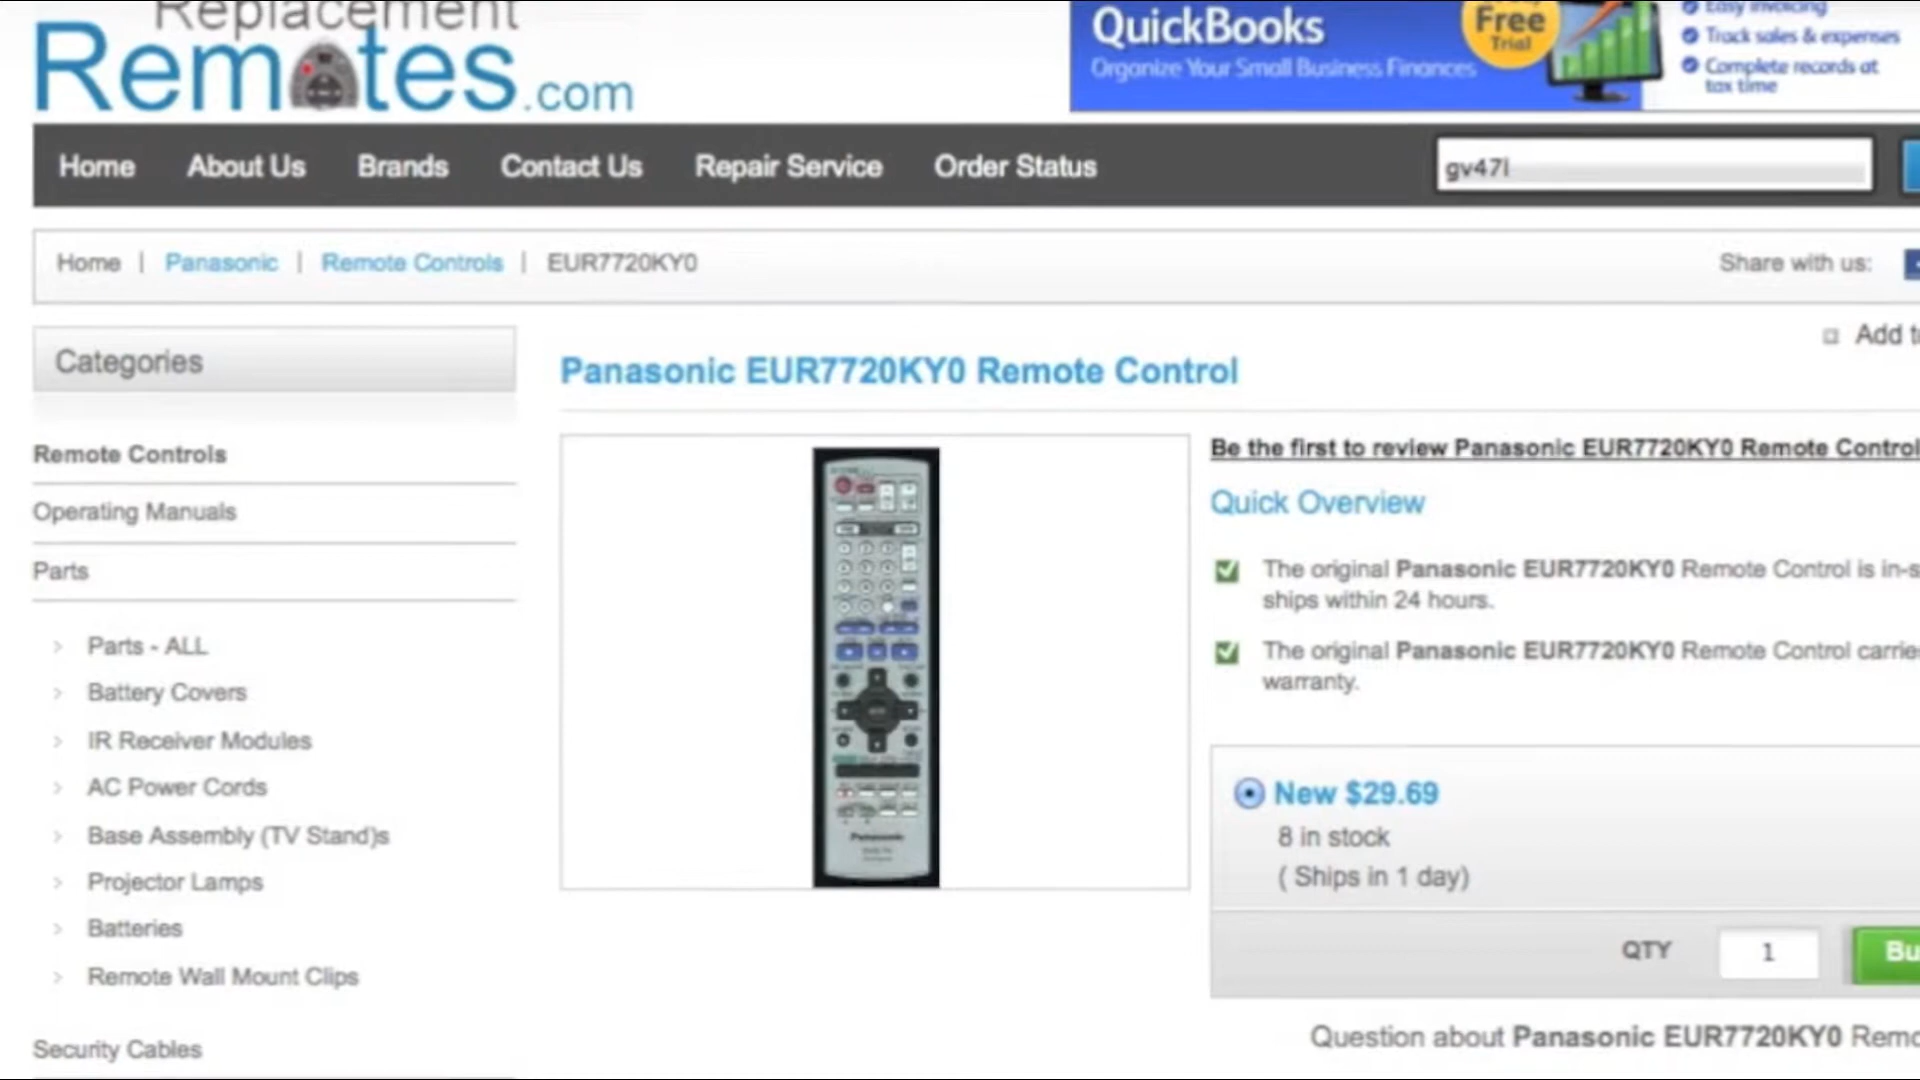 Replacement
Remotes.com
QuickBooks
Organize Your Small Business Finances
Free
Trial
Easy invoicing
Track sales & expenses
Complete records at
tax time
Home About Us Brands Contact Us Repair Service Order Status
gv47l
Home | Panasonic | Remote Controls | EUR7720KY0
Share with us:
Add t
Categories
Remote Controls
Operating Manuals
Parts
Parts - ALL
Battery Covers
IR Receiver Modules
AC Power Cords
Base Assembly (TV Stand)s
Projector Lamps
Batteries
Remote Wall Mount Clips
Security Cables
Panasonic EUR7720KY0 Remote Control
Panasonic
Be the first to review Panasonic EUR7720KY0 Remote Control
Quick Overview
The original Panasonic EUR7720KY0 Remote Control is in-s
ships within 24 hours.
The original Panasonic EUR7720KY0 Remote Control carrie
warranty.
New $29.69
8 in stock
( Ships in 1 day)
QTY 1 Bu
Question about Panasonic EUR7720KY0 Remo